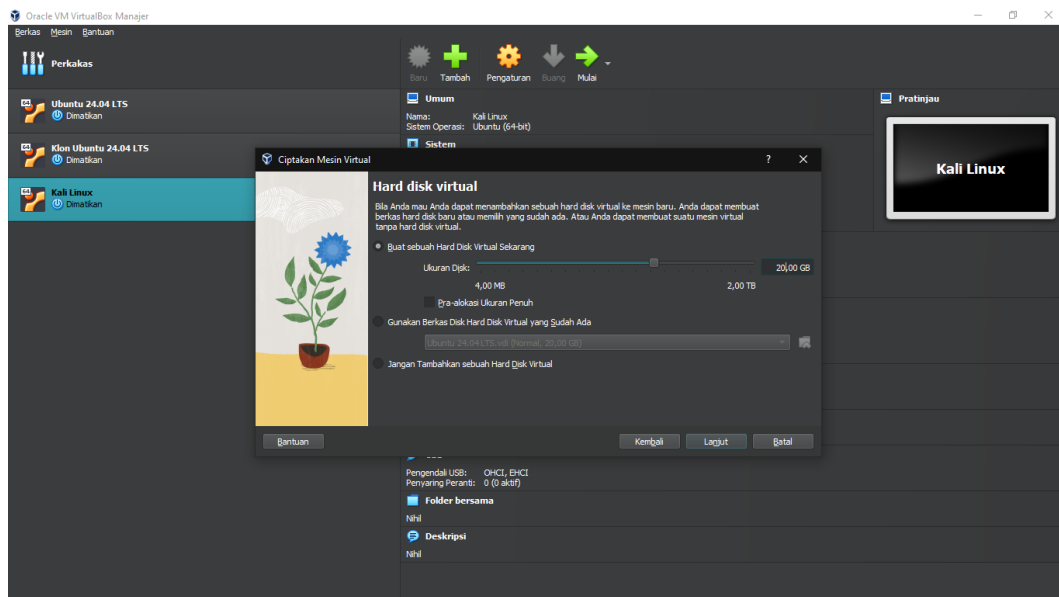 Oracle VM VirtualBox Manajer
Berkas Mesin Bantuan
Perkakas
Baru Tambah Pengaturan Buang Mulai
64 Ubuntu 24.04 LTS
Dimatikan
64 Klon Ubuntu 24.04 LTS
Dimatikan
64 Kali Linux
Dimatikan
Umum
Nama: Kali Linux
Sistem Operasi: Ubuntu (64-bit)
Sistem
Pratinjau
Kali Linux
Ciptakan Mesin Virtual
Hard disk virtual
Bila Anda mau Anda dapat menambahkan sebuah hard disk virtual ke mesin baru. Anda dapat membuat
berkas hard disk baru atau memilih yang sudah ada. Atau Anda dapat membuat suatu mesin virtual
tanpa hard disk virtual.
Buat sebuah Hard Disk Virtual Sekarang
Ukuran Disk: 20,00 GB
4,00 MB 2,00 TB
Pra-alokasi Ukuran Penuh
Gunakan Berkas Disk Hard Disk Virtual yang Sudah Ada
Ubuntu 24.04 LTS.vdi (Normal, 20,00 GB)
Jangan Tambahkan sebuah Hard Disk Virtual
Bantuan Kembali Lanjut Batal
Pengendali USB: OHCI, EHCI
Penyaring Peranti: 0 (0 aktif)
Folder bersama
Nihil
Deskripsi
Nihil